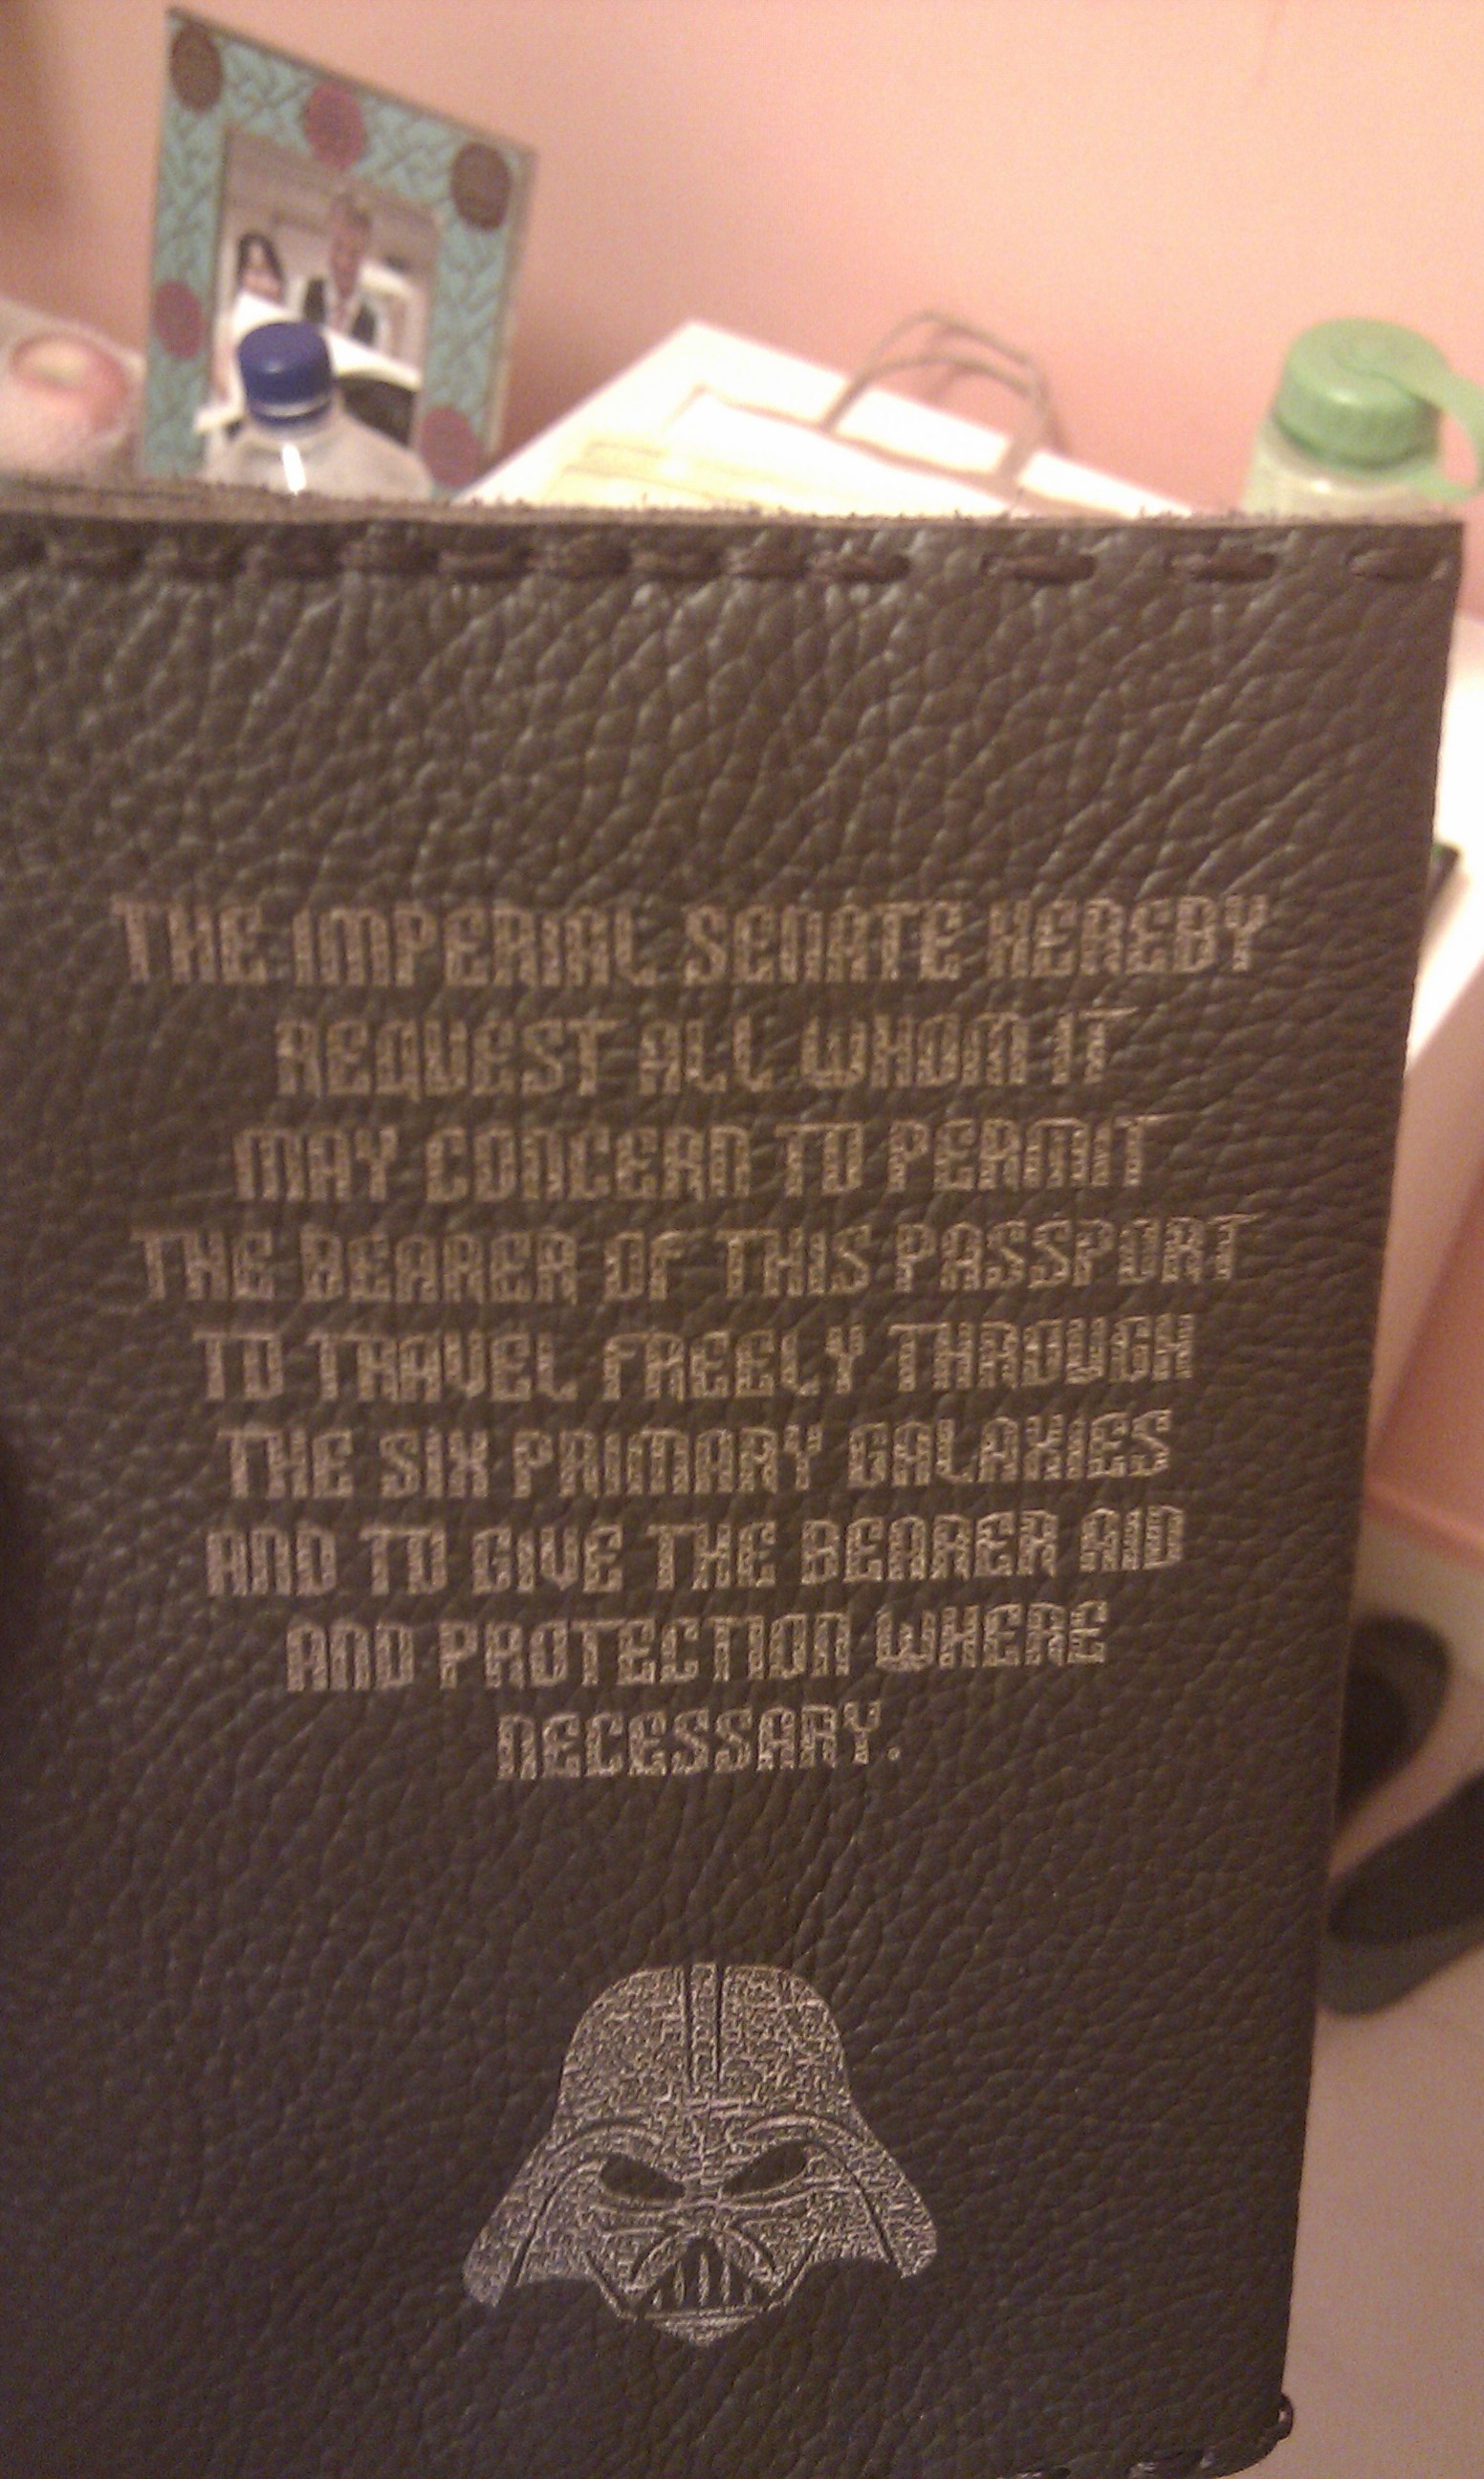 THE IMPERIAL SENATE HEREBY
REQUEST ALL WHOM IT
MAY CONCERN TO PERMIT
THE BEARER OF THIS PASSPORT
TO TRAVEL FREELY THROUGH
THE SIX PRIMARY GALAXIES
AND TO GIVE THE BEARER AID
AND PROTECTION WHERE
NECESSARY.